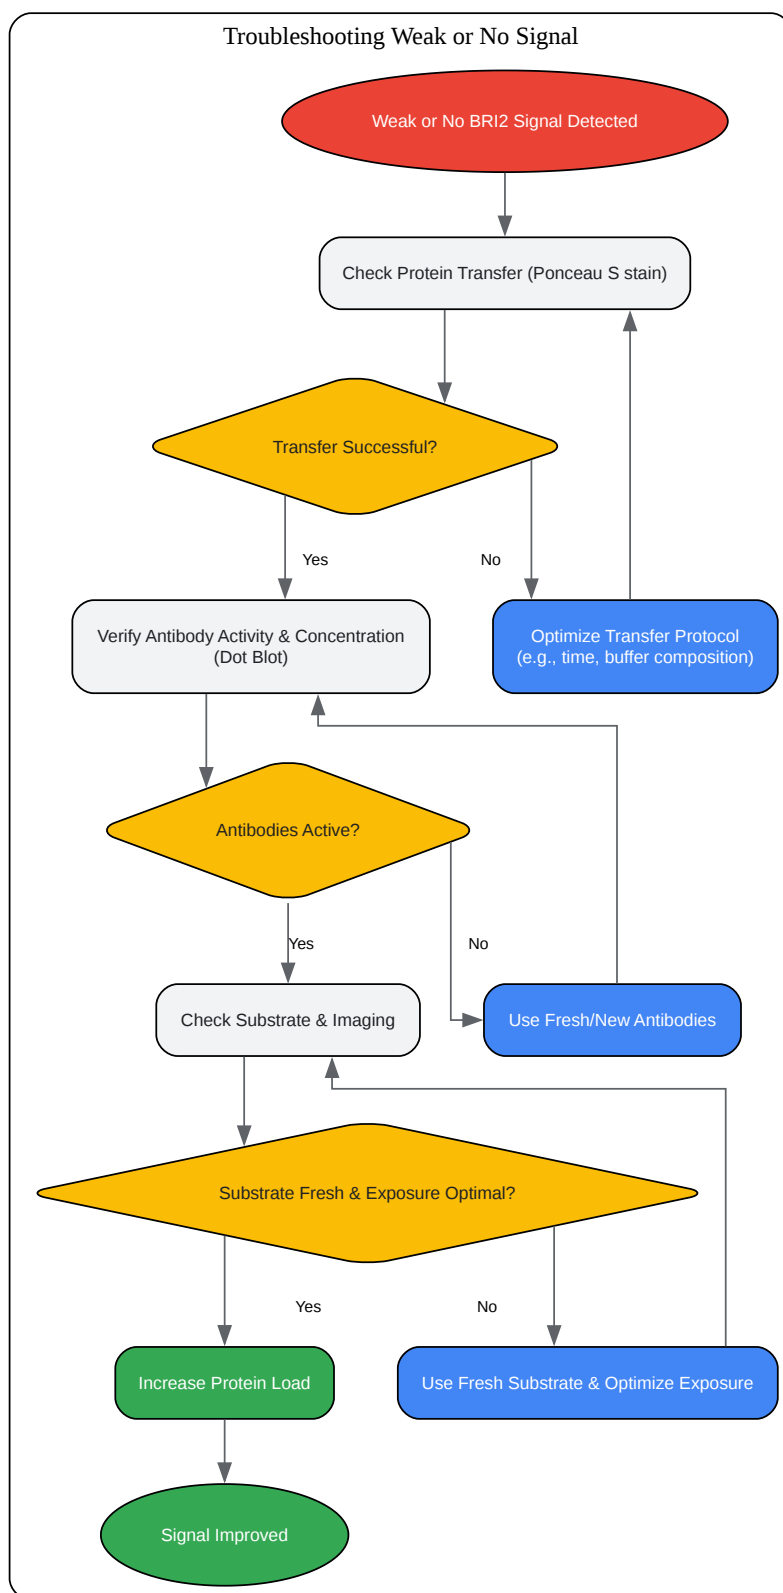 Troubleshooting Weak or No Signal
Weak or No BRI2 Signal Detected
Check Protein Transfer (Ponceau S stain)
Transfer Successful?
Yes
No
Verify Antibody Activity & Concentration
(Dot Blot)
Optimize Transfer Protocol
(e.g., time, buffer composition)
Antibodies Active?
Yes
No
Check Substrate & Imaging
Use Fresh/New Antibodies
Substrate Fresh & Exposure Optimal?
Yes
No
Increase Protein Load
Use Fresh Substrate & Optimize Exposure
Signal Improved